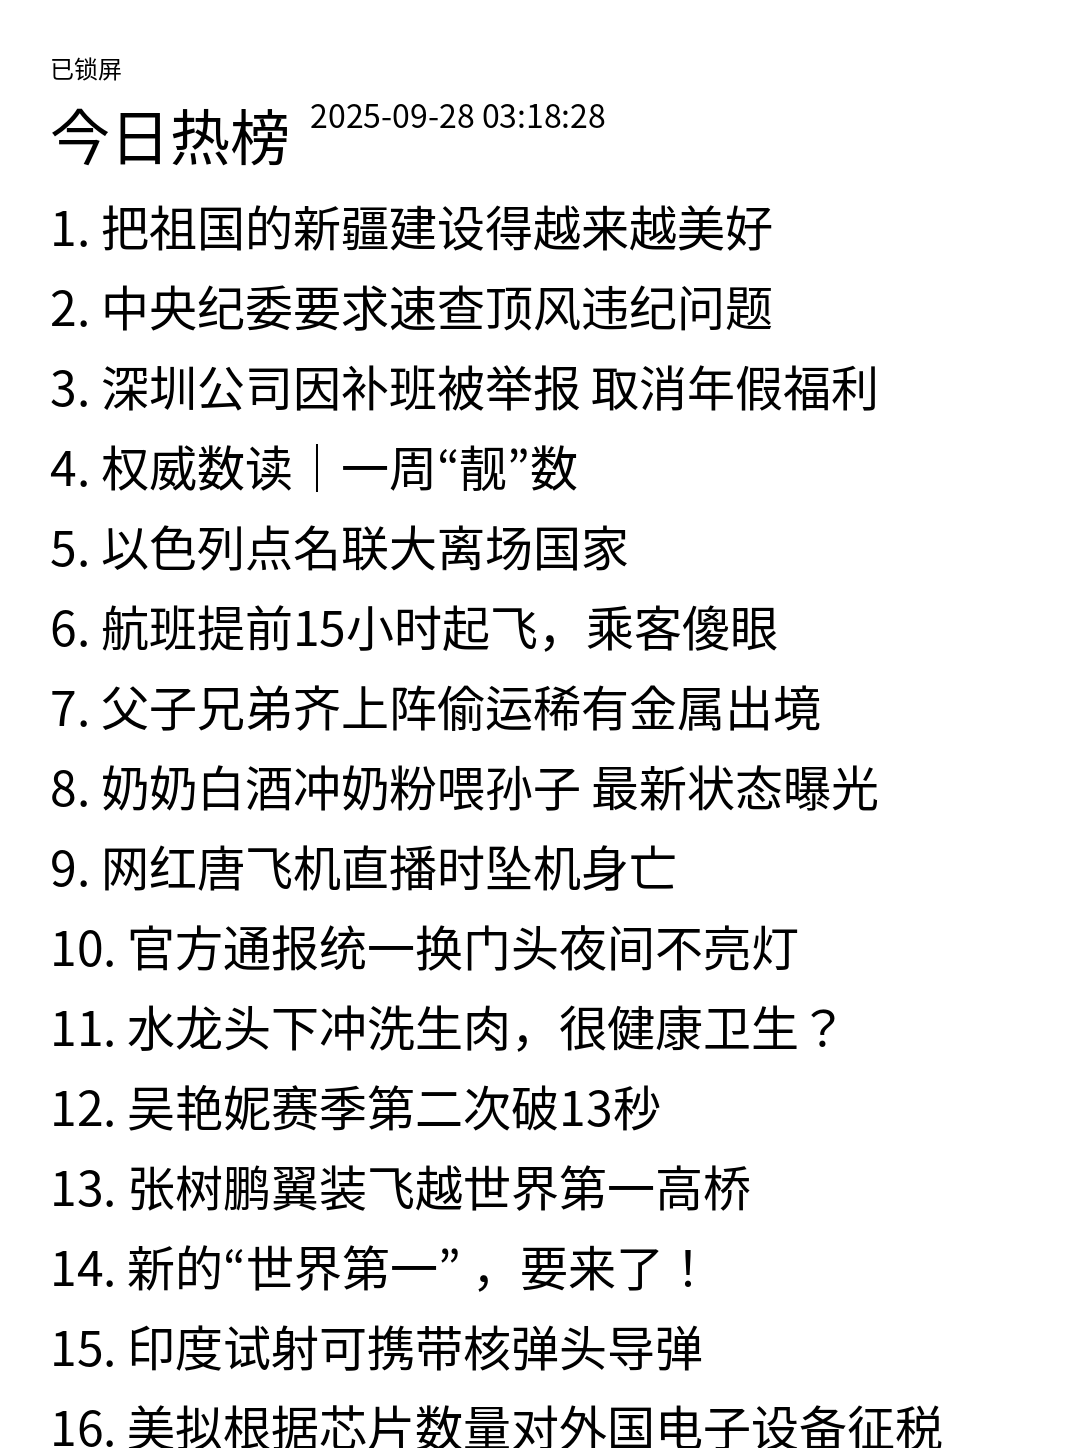 已锁屏
今日热榜 2025-09-28 03:18:28
1. 把祖国的新疆建设得越来越美好
2. 中央纪委要求速查顶风违纪问题
3. 深圳公司因补班被举报 取消年假福利
4. 权威数读｜一周“靓”数
5. 以色列点名联大离场国家
6. 航班提前15小时起飞，乘客傻眼
7. 父子兄弟齐上阵偷运稀有金属出境
8. 奶奶白酒冲奶粉喂孙子 最新状态曝光
9. 网红唐飞机直播时坠机身亡
10. 官方通报统一换门头夜间不亮灯
11. 水龙头下冲洗生肉，很健康卫生？
12. 吴艳妮赛季第二次破13秒
13. 张树鹏翼装飞越世界第一高桥
14. 新的“世界第一”，要来了！
15. 印度试射可携带核弹头导弹
16. 美拟根据芯片数量对外国电子设备征税